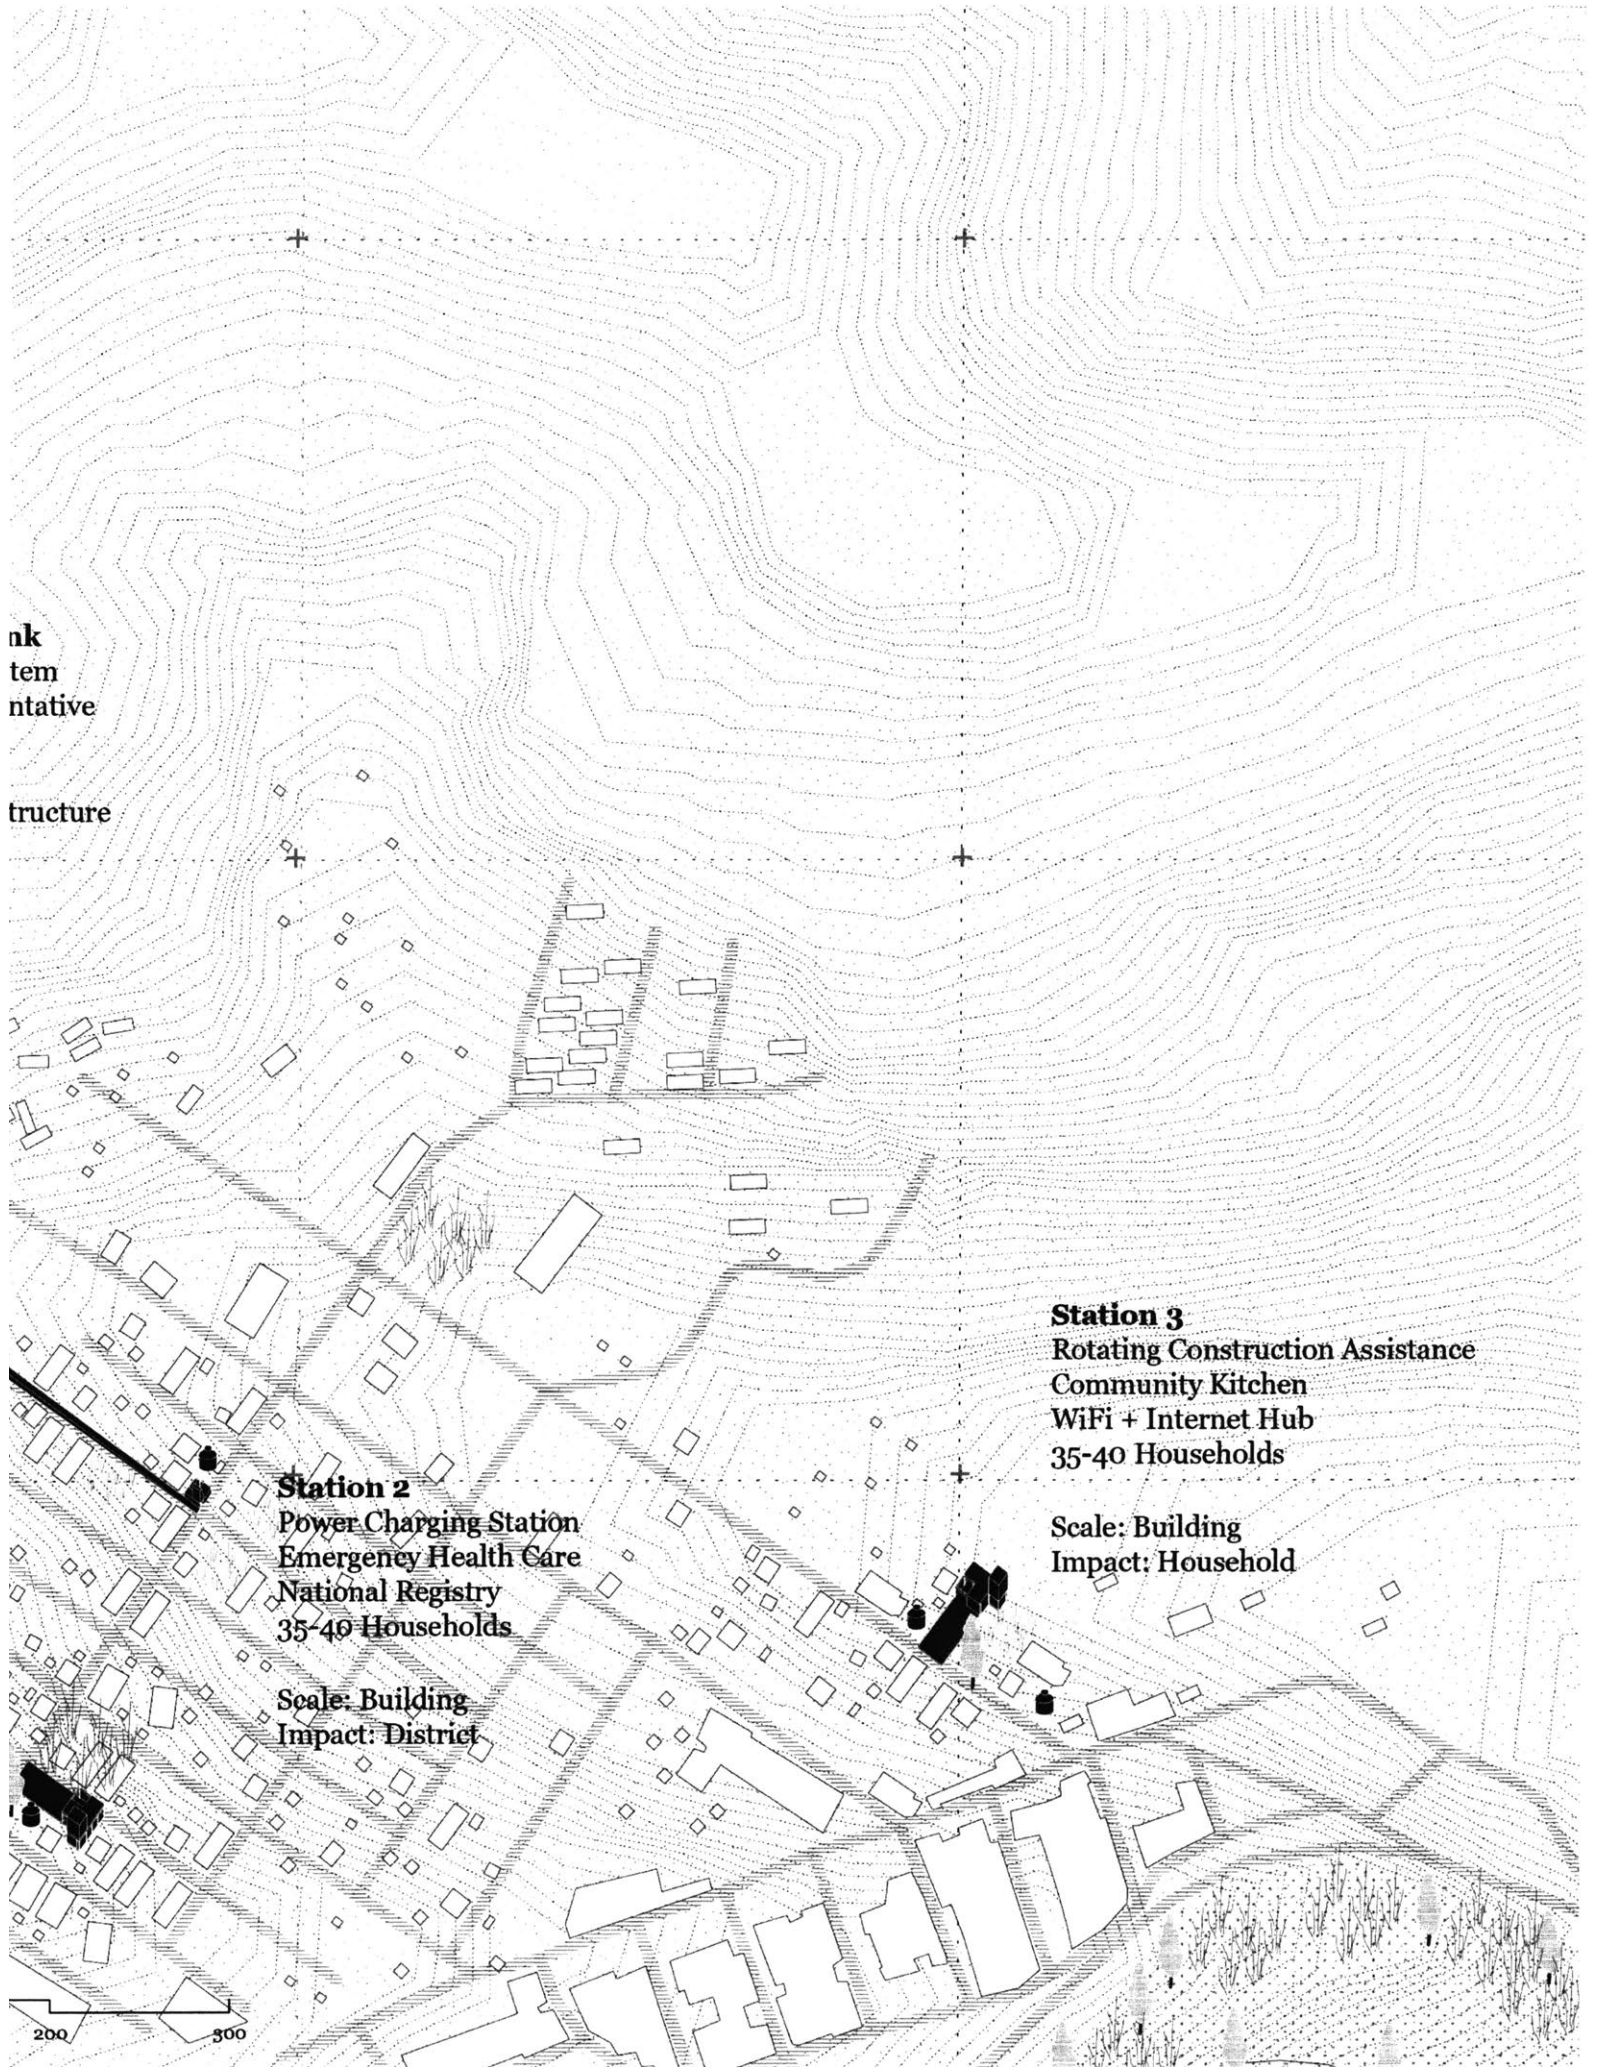 nk
tem
ntative
tructure
Station 3
Rotating Construction Assistance
Community Kitchen
WiFi + Internet Hub
35-40 Households
Scale: Building
Impact: Household
Station 2
Power Charging Station
Emergency Health Care
National Registry
35-40 Households
Scale: Building
Impact: District
200 300